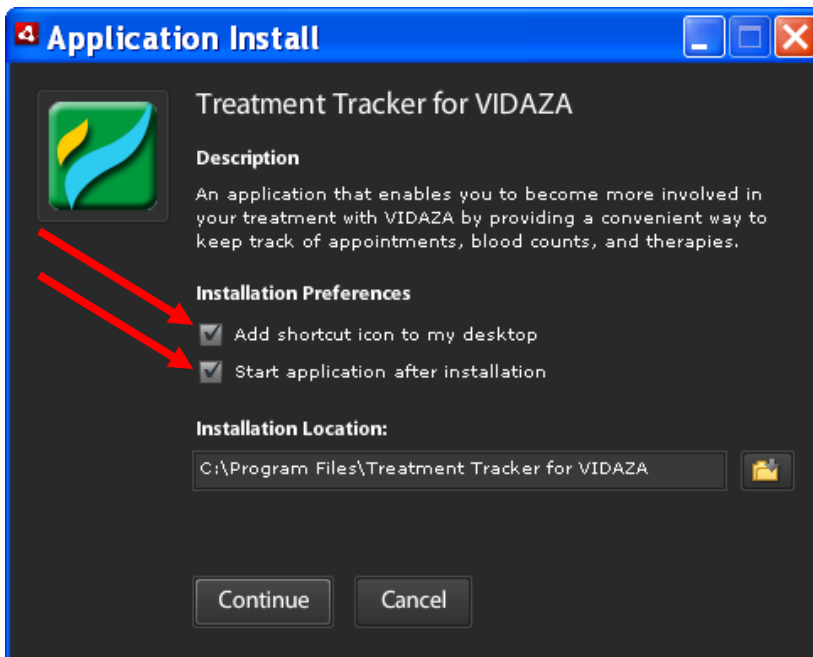 Application Install
Treatment Tracker for VIDAZA
Description
An application that enables you to become more involved in
your treatment with VIDAZA by providing a convenient way to
keep track of appointments, blood counts, and therapies.
Installation Preferences
Add shortcut icon to my desktop
Start application after installation
Installation Location:
C:\Program Files\Treatment Tracker for VIDAZA
Continue Cancel